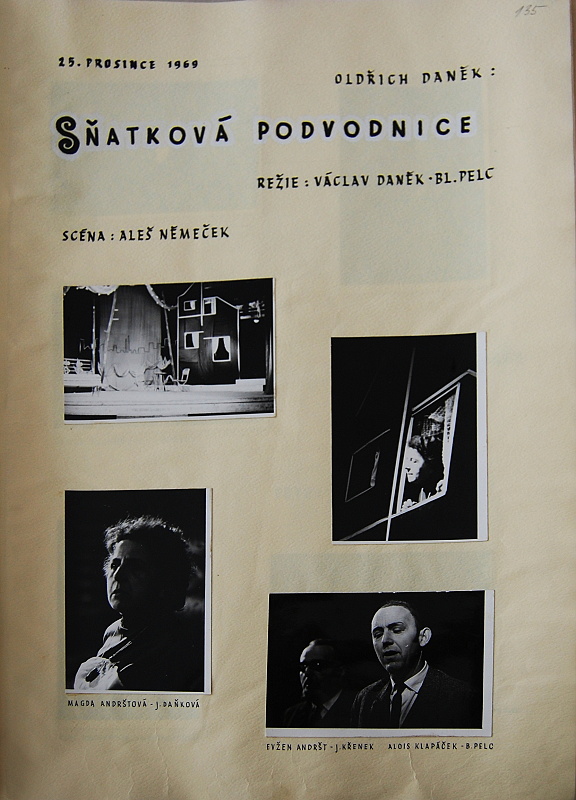 135
25. PROSINCE 1969
OLDŘICH DANĚK:
SŇATKOVÁ PODVODNICE
REŽIE: VÁCLAV DANĚK - BL. PELC
SCÉNA: ALEŠ NĚMEČEK
MAGDA ANDRŠTOVÁ - J. DAŇKOVÁ
EVŽEN ANDRŠT - J. KŘENEK ALOIS KLAPÁČEK - B. PELC